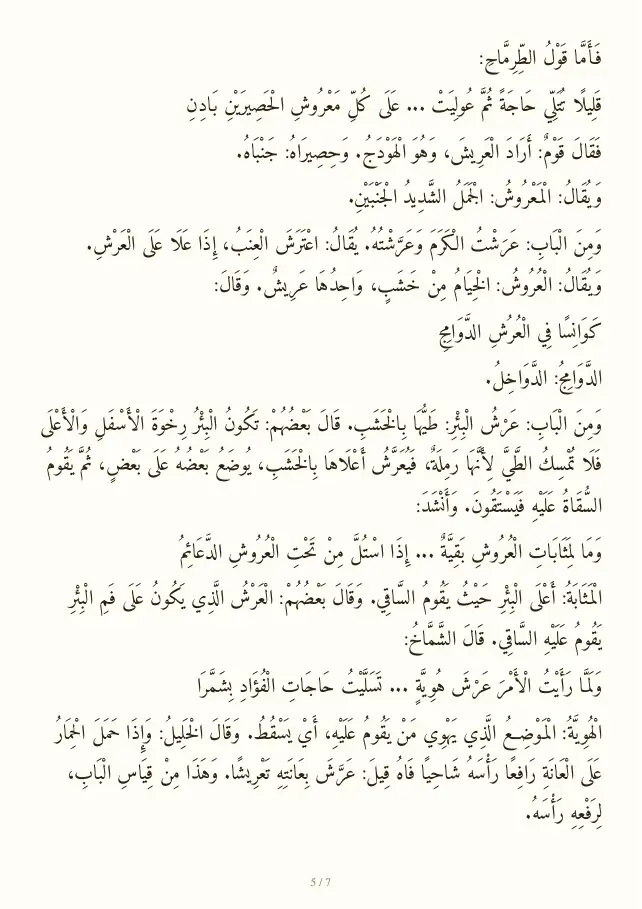 فَأَمَّا قَوْلُ الطِّرِمَّاحِ:
قَلِيلًا تُتَلِّي حَاجَةً ثُمَّ عُولِيَتْ ... عَلَى كُلِّ مَعْرُوشِ الْحَصِيرَيْنِ بَادِنِ
فَقَالَ قَوْمٌ: أَرَادَ الْعَرِيشَ، وَهُوَ الْهَوْدَجُ. وَحِصِيرَاهُ: جَنْبَاهُ.
وَيُقَالُ: الْمَعْرُوشُ: الْجَمَلُ الشَّدِيدُ الْجَنْبَيْنِ.
وَمِنَ الْبَابِ: عَرَشْتُ الْكَرْمَ وَعَرَّشْتُهُ. يُقَالُ: اعْتَرَشَ الْعِنَبُ، إِذَا عَلَا عَلَى الْعَرْشِ.
وَيُقَالُ: الْعُرُوشُ: الْخِيَامُ مِنْ خَشَبٍ، وَاحِدُهَا عَرِيشٌ. وَقَالَ:
كَوَانِسًا فِي الْعُرُشِ الدَّوَامِجِ
الدَّوَامِجُ: الدَّوَاخِلُ.
وَمِنَ الْبَابِ: عَرْشُ الْبِئْرِ: طَيُّهَا بِالْخَشَبِ. قَالَ بَعْضُهُمْ: تَكُونُ الْبِئْرُ رِخْوَةَ الْأَسْفَلِ وَالْأَعْلَى
فَلَا تُمْسِكُ الطَّيَّ لِأَنَّهَا رَمِلَةٌ، فَيُعَرَّشُ أَعْلَاهَا بِالْخَشَبِ، يُوضَعُ بَعْضُهُ عَلَى بَعْضٍ، ثُمَّ يَقُومُ
السُّقَاةُ عَلَيْهِ فَيَسْتَقُونَ. وَأَنْشَدَ:
وَمَا لِمَثَابَاتِ الْعُرُوشِ بَقِيَّةٌ ... إِذَا اسْتُلَّ مِنْ تَحْتِ الْعُرُوشِ الدَّعَائِمُ
الْمَثَابَةُ: أَعْلَى الْبِئْرِ حَيْثُ يَقُومُ السَّاقِي. وَقَالَ بَعْضُهُمْ: الْعَرْشُ الَّذِي يَكُونُ عَلَى فَمِ الْبِئْرِ
يَقُومُ عَلَيْهِ السَّاقِي. قَالَ الشَّمَّاخُ:
وَلَمَّا رَأَيْتُ الْأَمْرَ عَرْشَ هُوِيَّةٍ ... تَسَلَّيْتُ حَاجَاتِ الْفُؤَادِ بِشَمَّرَا
الْهُوِيَّةُ: الْمَوْضِعُ الَّذِي يَهْوِي مَنْ يَقُومُ عَلَيْهِ، أَيْ يَسْقُطُ. وَقَالَ الْخَلِيلُ: وَإِذَا حَمَلَ الْحِمَارُ
عَلَى الْعَانَةِ رَافِعًا رَأْسَهُ شَاحِيًا فَاهُ قِيلَ: عَرَّشَ بِعَانَتِهِ تَعْرِيشًا. وَهَذَا مِنْ قِيَاسِ الْبَابِ،
لِرَفْعِهِ رَأْسَهُ.
5 / 7